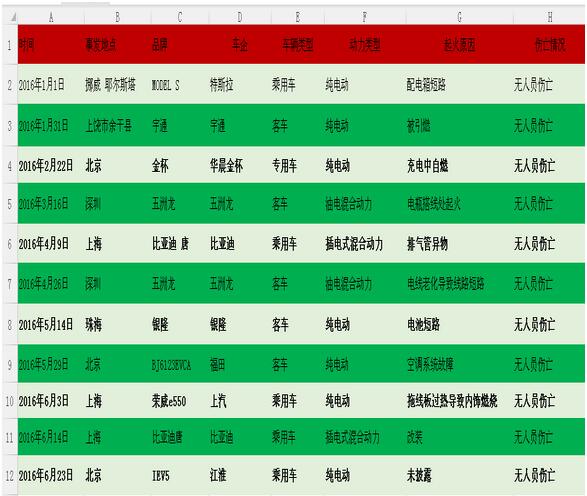 A B C D E F G H
1 时间 事发地点 品牌 车企 车辆类型 动力类型 起火原因 伤亡情况
2 2016年1月1日 挪威 耶尔斯塔 MODEL S 特斯拉 乘用车 纯电动 配电箱短路 无人员伤亡
3 2016年1月31日 上饶市余干县 宇通 宇通 客车 纯电动 被引燃 无人员伤亡
4 2016年2月22日 北京 金杯 华晨金杯 专用车 纯电动 充电中自燃 无人员伤亡
5 2016年3月16日 深圳 五洲龙 五洲龙 客车 油电混合动力 电瓶搭线处起火 无人员伤亡
6 2016年4月9日 上海 比亚迪 唐 比亚迪 乘用车 插电式混合动力 排气管异物 无人员伤亡
7 2016年4月26日 深圳 五洲龙 五洲龙 客车 油电混合动力 电线老化导致线路短路 无人员伤亡
8 2016年5月14日 珠海 银隆 银隆 客车 纯电动 电池短路 无人员伤亡
9 2016年5月29日 北京 BJ6123EVCA 福田 客车 纯电动 空调系统故障 无人员伤亡
10 2016年6月3日 上海 荣威e550 上汽 乘用车 纯电动 拖线板过热导致内饰燃烧 无人员伤亡
11 2016年6月14日 上海 比亚迪唐 比亚迪 乘用车 插电式混合动力 改装 无人员伤亡
12 2016年6月23日 北京 IEV5 江淮 乘用车 纯电动 未披露 无人员伤亡